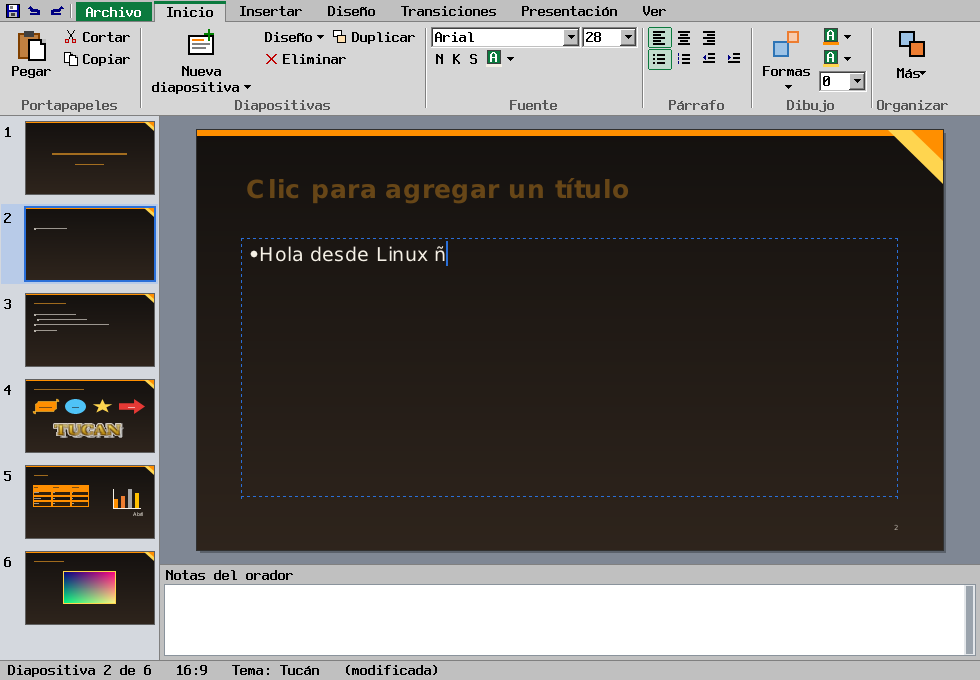 Archivo Inicio Insertar Diseño Transiciones Presentación Ver
Pegar
Cortar
Copiar
Portapapeles
Nueva
diapositiva
Diseño
Duplicar
Eliminar
Diapositivas
Arial
28
N K S A
Fuente
Párrafo
Formas
A
A
0
Dibujo
Más
Organizar
1
2
3
4
TUCAN
5
6
Clic para agregar un título
•Hola desde Linux ñ
2
Notas del orador
Diapositiva 2 de 6 16:9 Tema: Tucán (modificada)